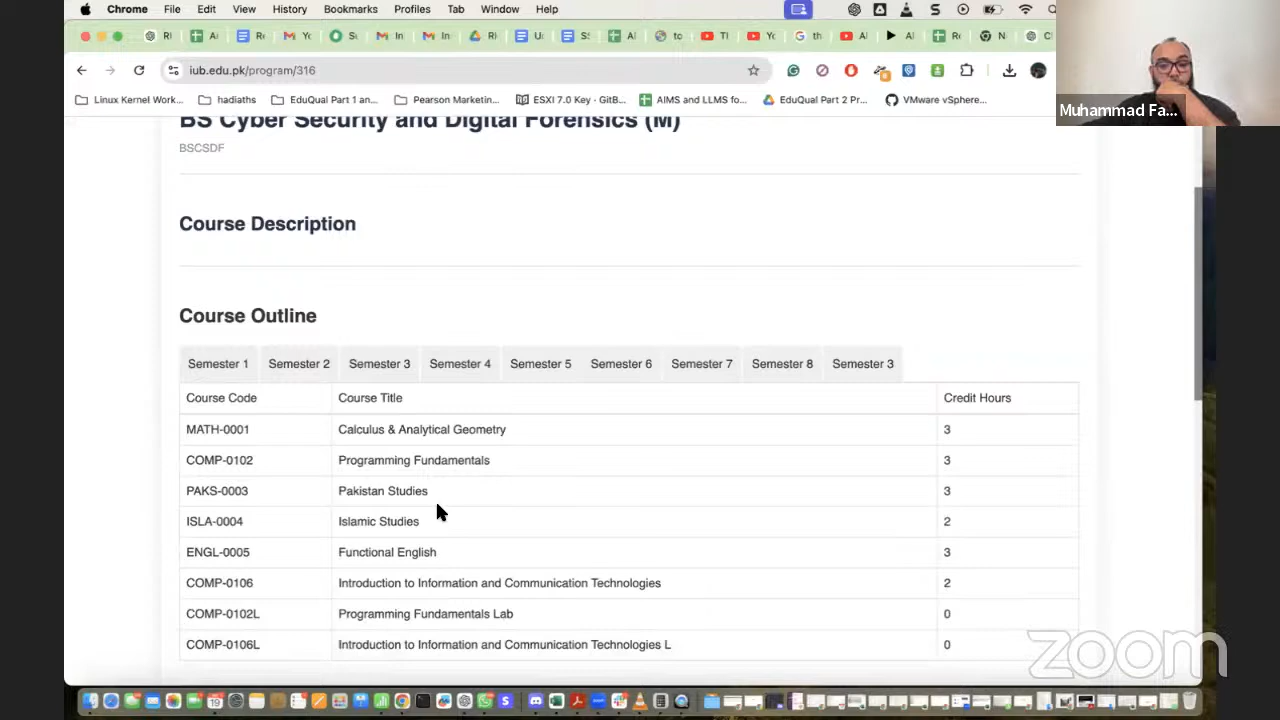 Chrome File Edit View History Bookmarks Profiles Tab Window Help
iub.edu.pk/program/316
Linux Kernel Work... hadiaths EduQual Part 1 an... Pearson Marketin... ESXI 7.0 Key · GitB... AIMS and LLMS fo... EduQual Part 2 Pr... VMware vSphere...
Muhammad Fa...
BS Cyber Security and Digital Forensics (M)
BSCSDF
Course Description
Course Outline
Semester 1 Semester 2 Semester 3 Semester 4 Semester 5 Semester 6 Semester 7 Semester 8 Semester 3
Course Code Course Title Credit Hours
MATH-0001 Calculus & Analytical Geometry 3
COMP-0102 Programming Fundamentals 3
PAKS-0003 Pakistan Studies 3
ISLA-0004 Islamic Studies 2
ENGL-0005 Functional English 3
COMP-0106 Introduction to Information and Communication Technologies 2
COMP-0102L Programming Fundamentals Lab 0
COMP-0106L Introduction to Information and Communication Technologies L 0
zoom